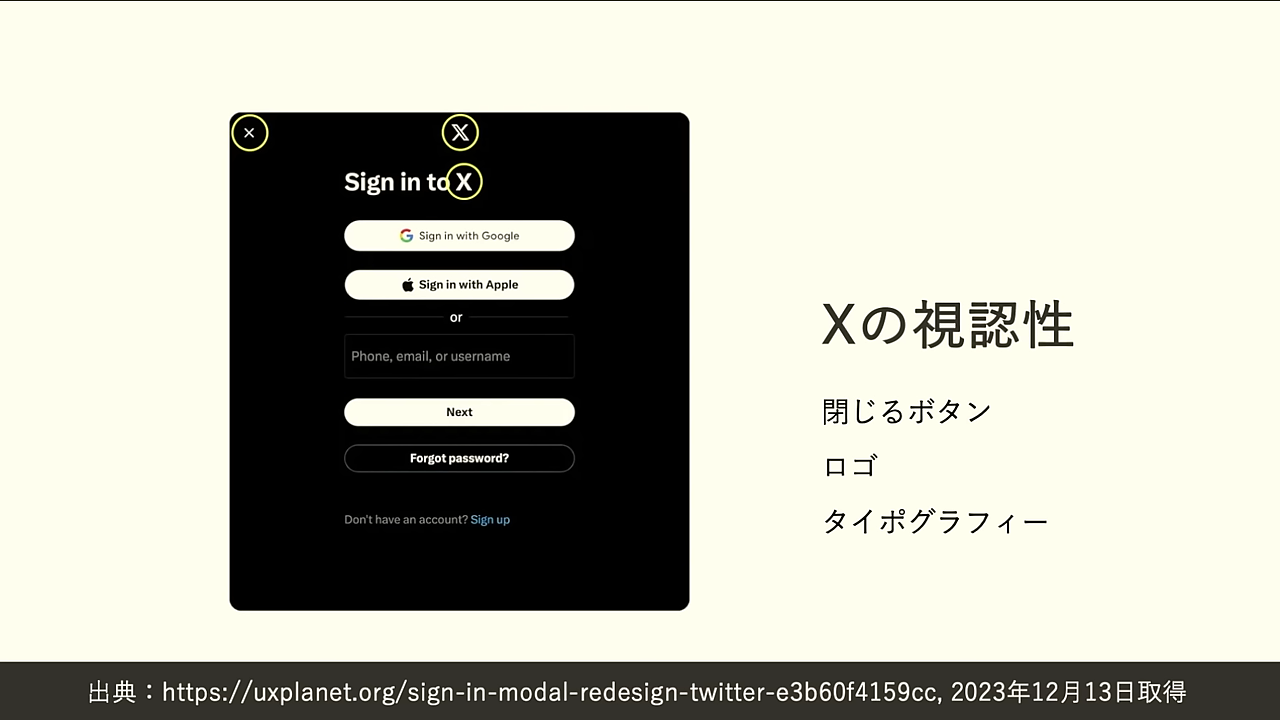 ×
X
Sign in to X
Sign in with Google
Sign in with Apple
or
Phone, email, or username
Next
Forgot password?
Don't have an account? Sign up
Xの視認性
閉じるボタン
ロゴ
タイポグラフィー
出典：https://uxplanet.org/sign-in-modal-redesign-twitter-e3b60f4159cc, 2023年12月13日取得